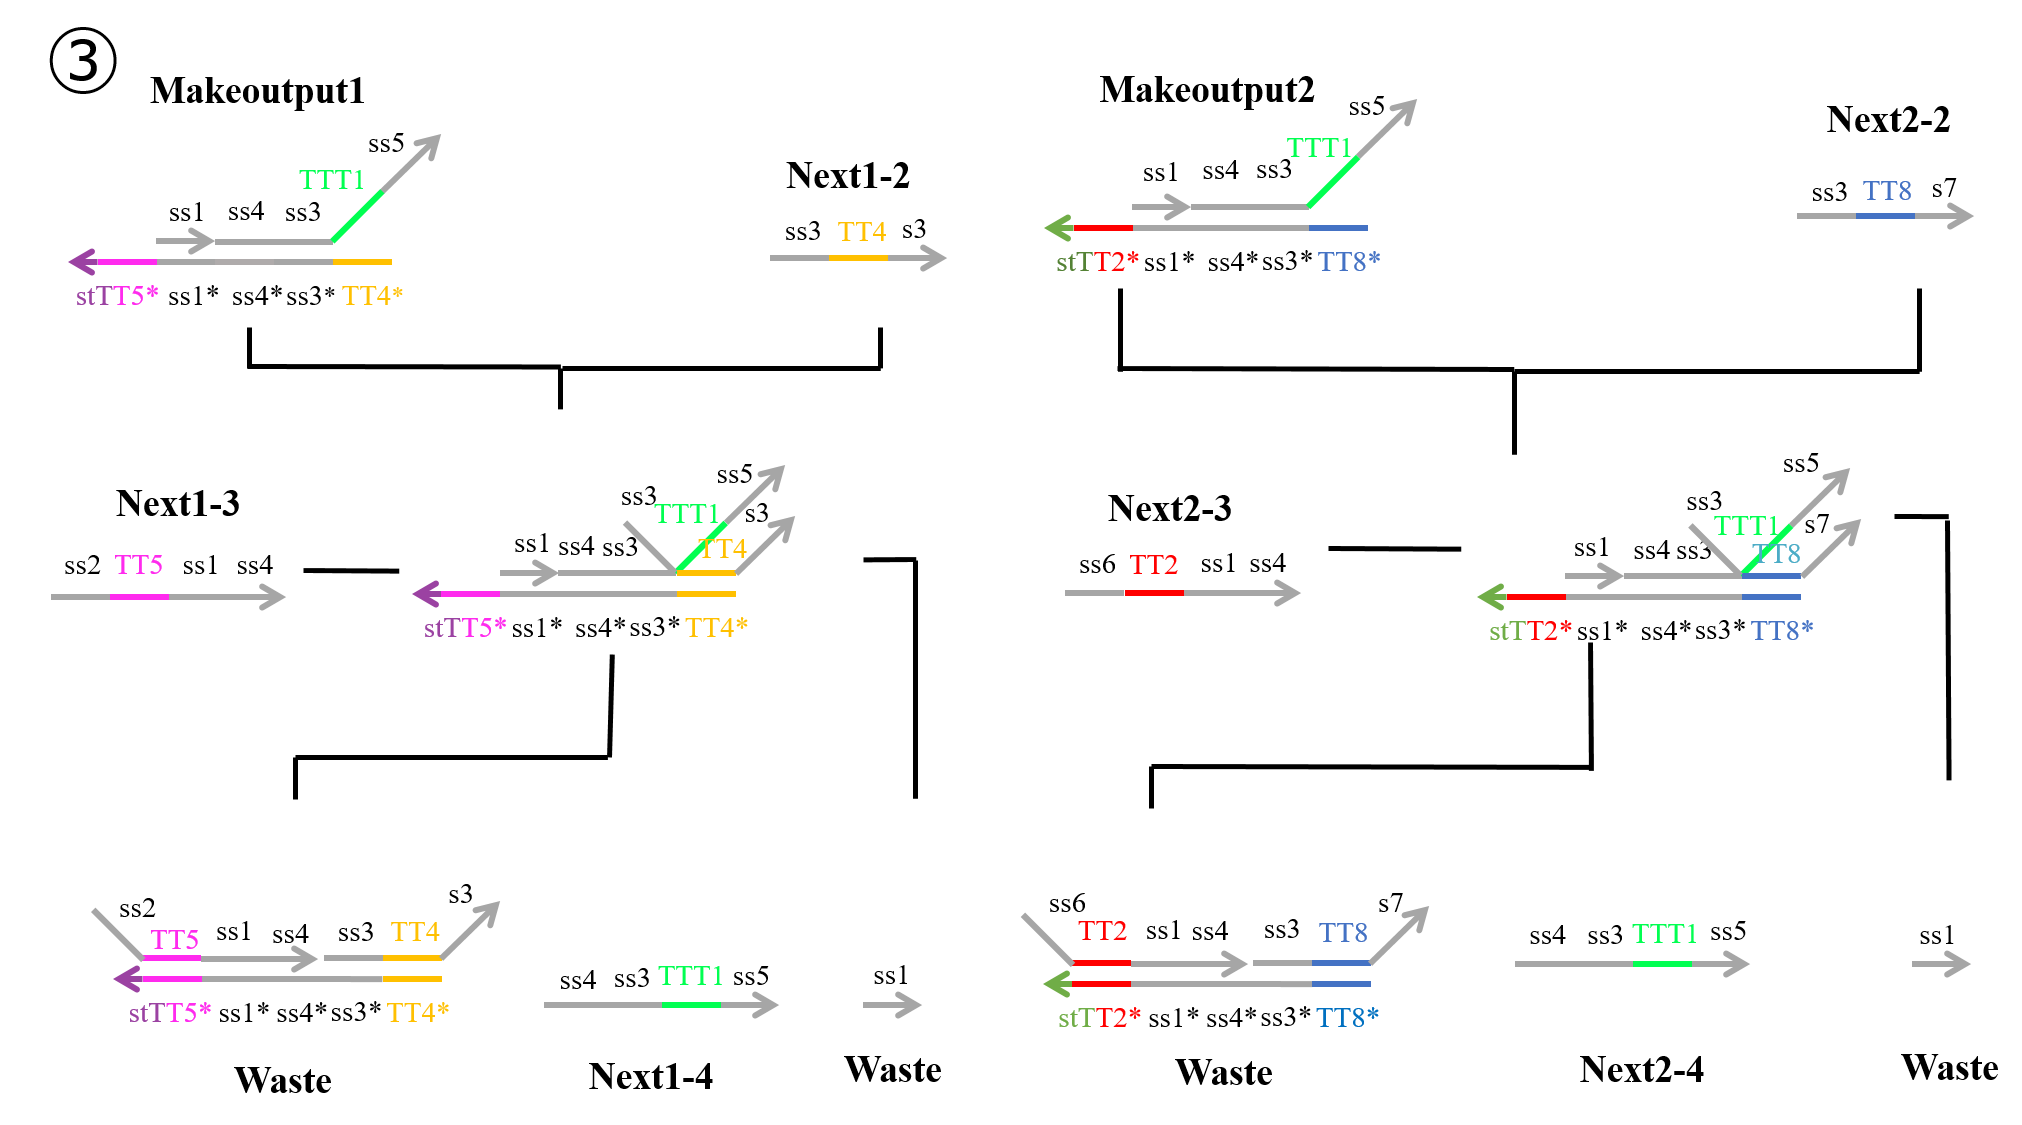 ③
Makeoutput1
ss5
TTT1
ss1 ss4 ss3
stTT5* ss1* ss4* ss3* TT4*
Next1-2
ss3 TT4 s3
Makeoutput2
ss5
TTT1
ss1 ss4 ss3
stTT2* ss1* ss4* ss3* TT8*
Next2-2
ss3 TT8 s7
Next1-3
ss2 TT5 ss1 ss4
ss5
ss3
TTT1 s3
ss1 ss4 ss3 TT4
stTT5* ss1* ss4* ss3* TT4*
Next2-3
ss6 TT2 ss1 ss4
ss5
ss3
TTT1 s7
ss1 ss4 ss3 TT8
stTT2* ss1* ss4* ss3* TT8*
s3
ss2
TT5 ss1 ss4 ss3 TT4
stTT5* ss1* ss4* ss3* TT4*
Waste
ss4 ss3 TTT1 ss5
Next1-4
ss1
Waste
ss6 s7
TT2 ss1 ss4 ss3 TT8
stTT2* ss1* ss4* ss3* TT8*
Waste
ss4 ss3 TTT1 ss5
Next2-4
ss1
Waste